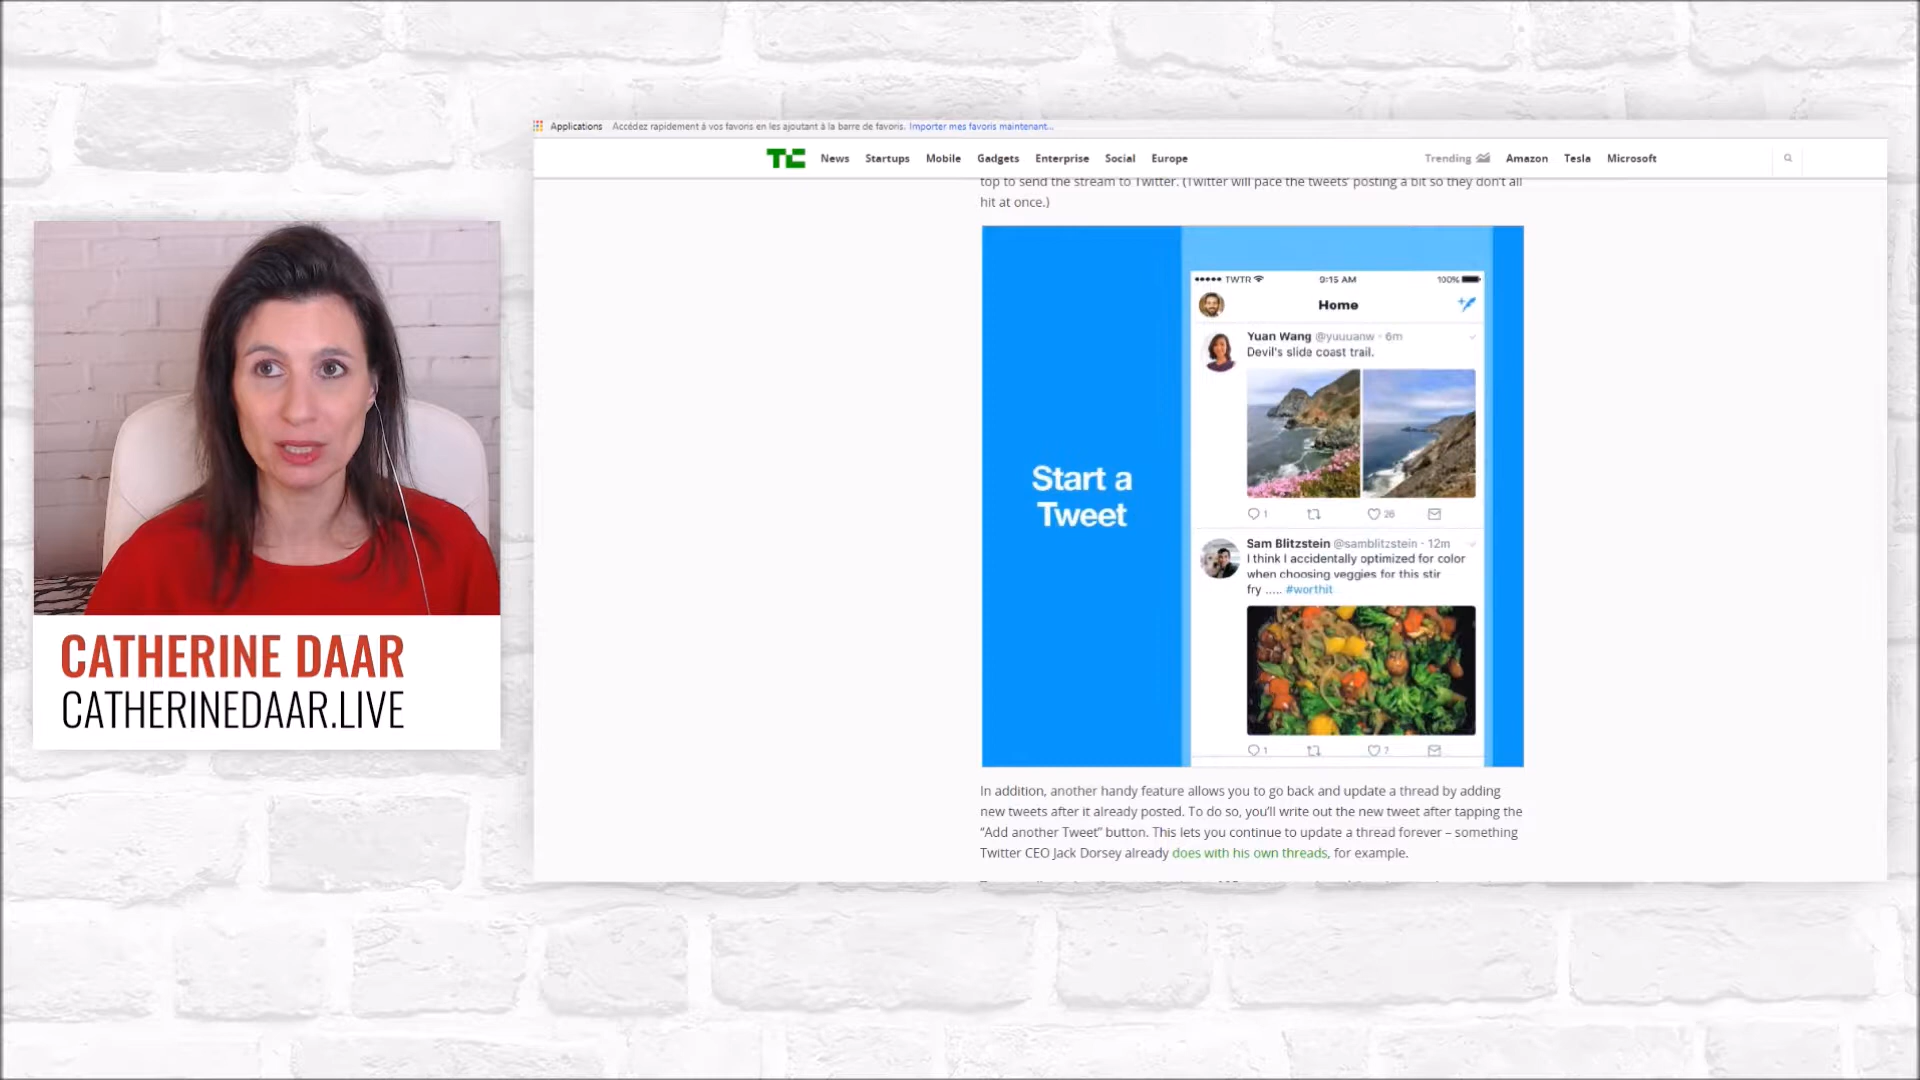 Applications Accédez rapidement à vos favoris en les ajoutant à la barre de favoris. Importer mes favoris maintenant...
TC News Startups Mobile Gadgets Enterprise Social Europe Trending Amazon Tesla Microsoft
top to send the stream to Twitter. (Twitter will pace the tweets' posting a bit so they don't all
hit at once.)
TWTR 9:15 AM 100%
Home
Yuan Wang @yuuuanw · 6m
Devil's slide coast trail.
1 26
Start a
Tweet
Sam Blitzstein @samblitzstein · 12m
I think I accidentally optimized for color
when choosing veggies for this stir
fry ..... #worthit
1 7
In addition, another handy feature allows you to go back and update a thread by adding
new tweets after it already posted. To do so, you'll write out the new tweet after tapping the
“Add another Tweet” button. This lets you continue to update a thread forever – something
Twitter CEO Jack Dorsey already does with his own threads, for example.
CATHERINE DAAR
CATHERINEDAAR.LIVE